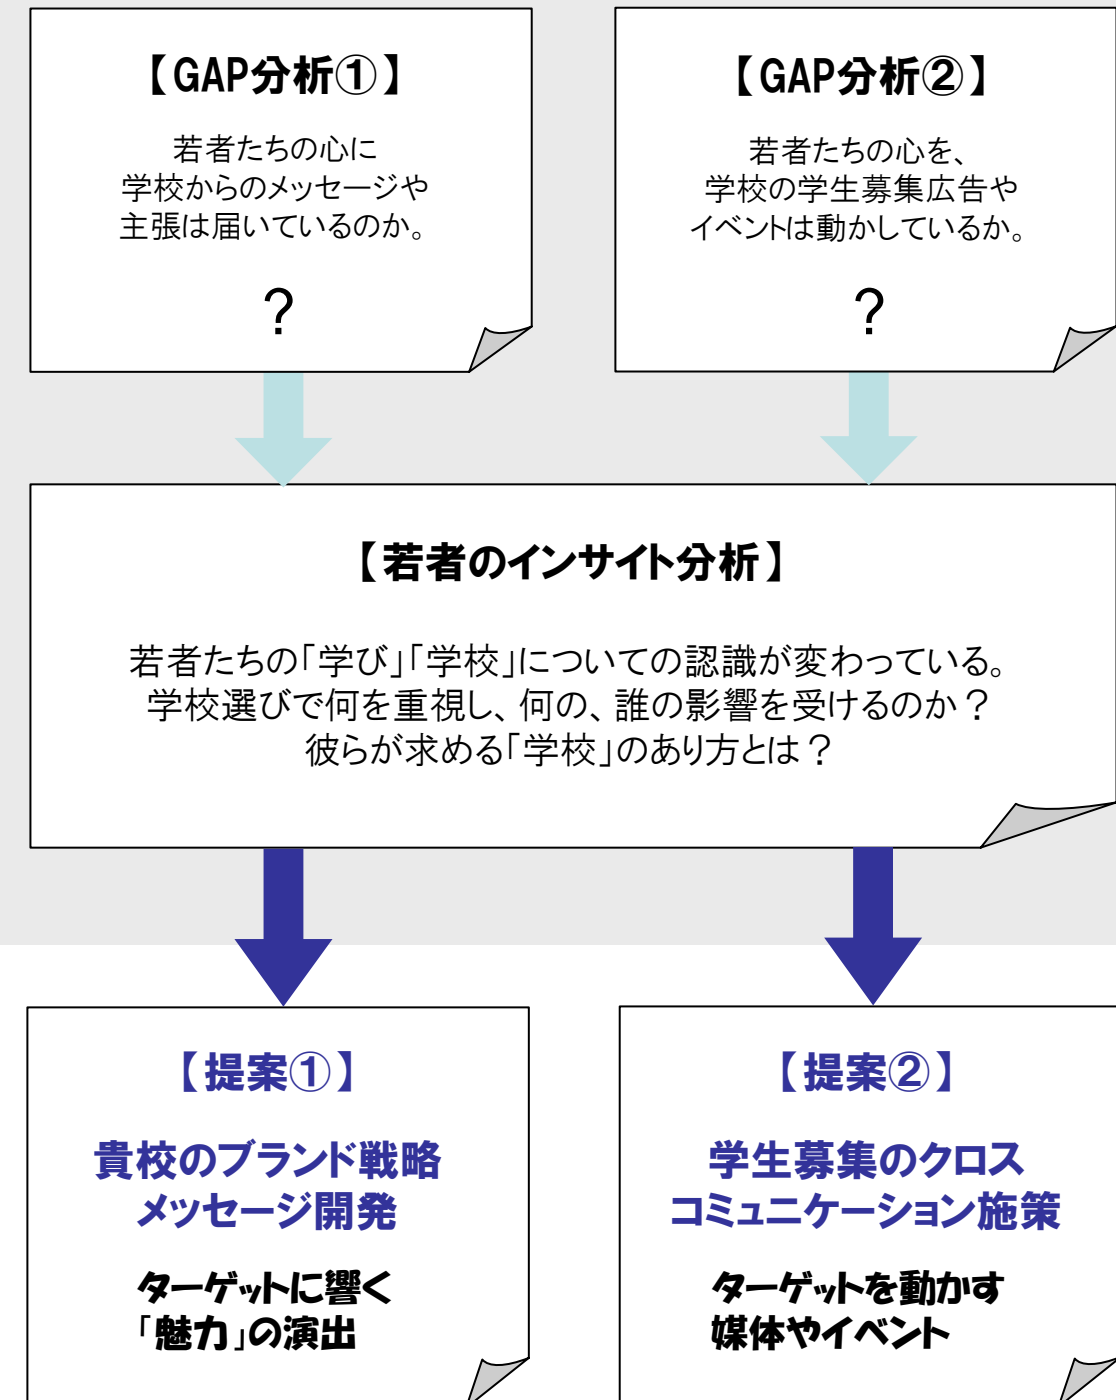 【GAP分析①】
若者たちの心に
学校からのメッセージや
主張は届いているのか。
?
【GAP分析②】
若者たちの心を、
学校の学生募集広告や
イベントは動かしているか。
?
【若者のインサイト分析】
若者たちの「学び」「学校」についての認識が変わっている。
学校選びで何を重視し、何の、誰の影響を受けるのか？
彼らが求める「学校」のあり方とは？
【提案①】
貴校のブランド戦略
メッセージ開発
ターゲットに響く
「魅力」の演出
【提案②】
学生募集のクロス
コミュニケーション施策
ターゲットを動かす
媒体やイベント